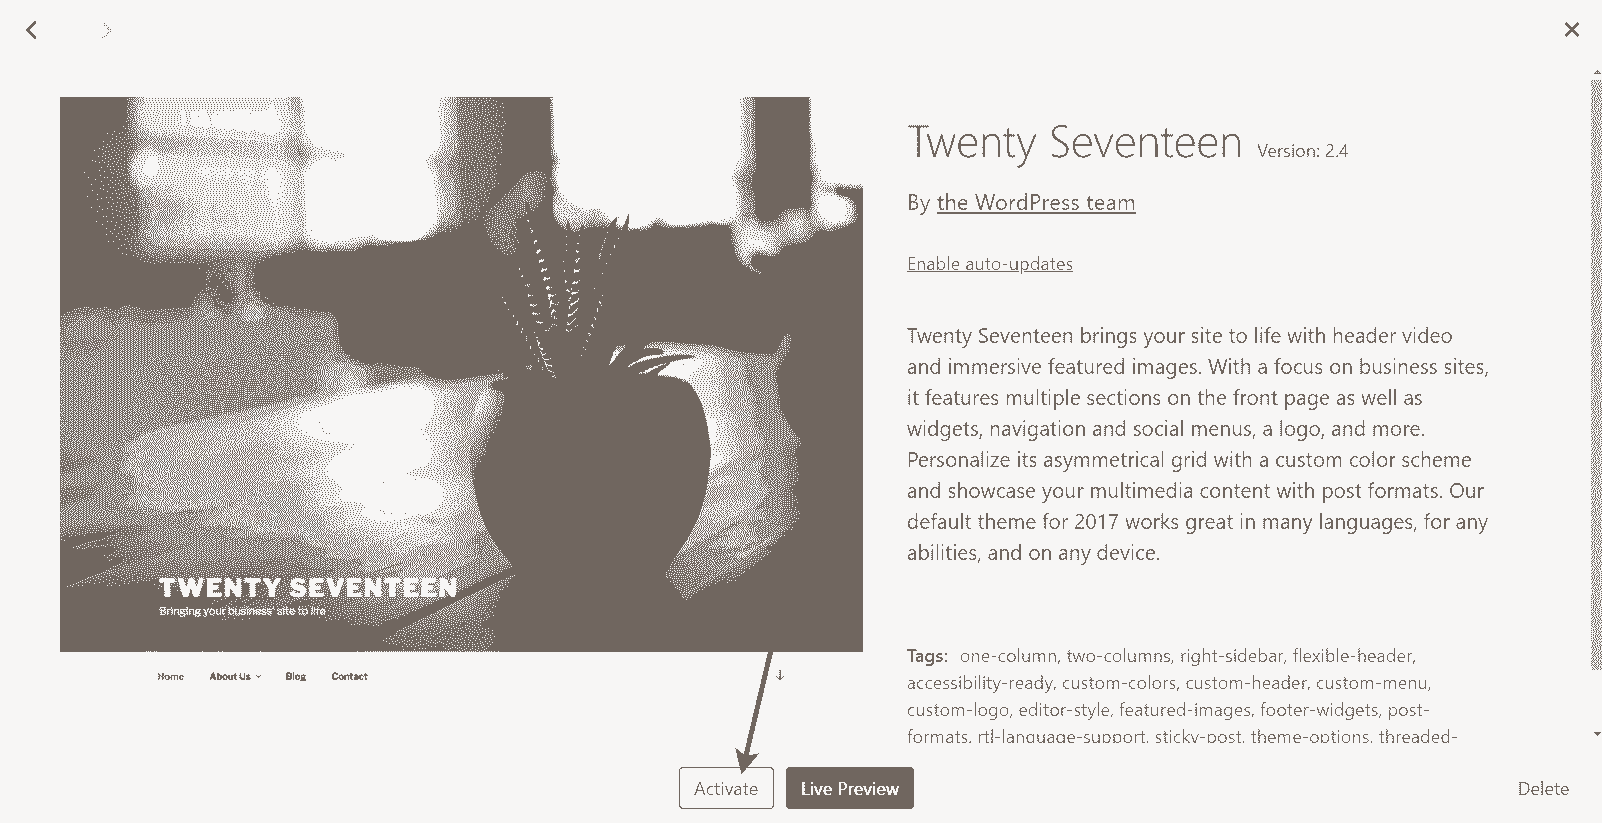 Twenty Seventeen Version: 2.4
By the WordPress team
Enable auto-updates
Twenty Seventeen brings your site to life with header video
and immersive featured images. With a focus on business sites,
it features multiple sections on the front page as well as
widgets, navigation and social menus, a logo, and more.
Personalize its asymmetrical grid with a custom color scheme
and showcase your multimedia content with post formats. Our
default theme for 2017 works great in many languages, for any
abilities, and on any device.
Tags: one-column, two-columns, right-sidebar, flexible-header,
accessibility-ready, custom-colors, custom-header, custom-menu,
custom-logo, editor-style, featured-images, footer-widgets, post-
formats, rtl-language-support, sticky-post, theme-options, threaded-
TWENTY SEVENTEEN
Bringing your business' site to life
Home About Us Blog Contact
Activate Live Preview Delete